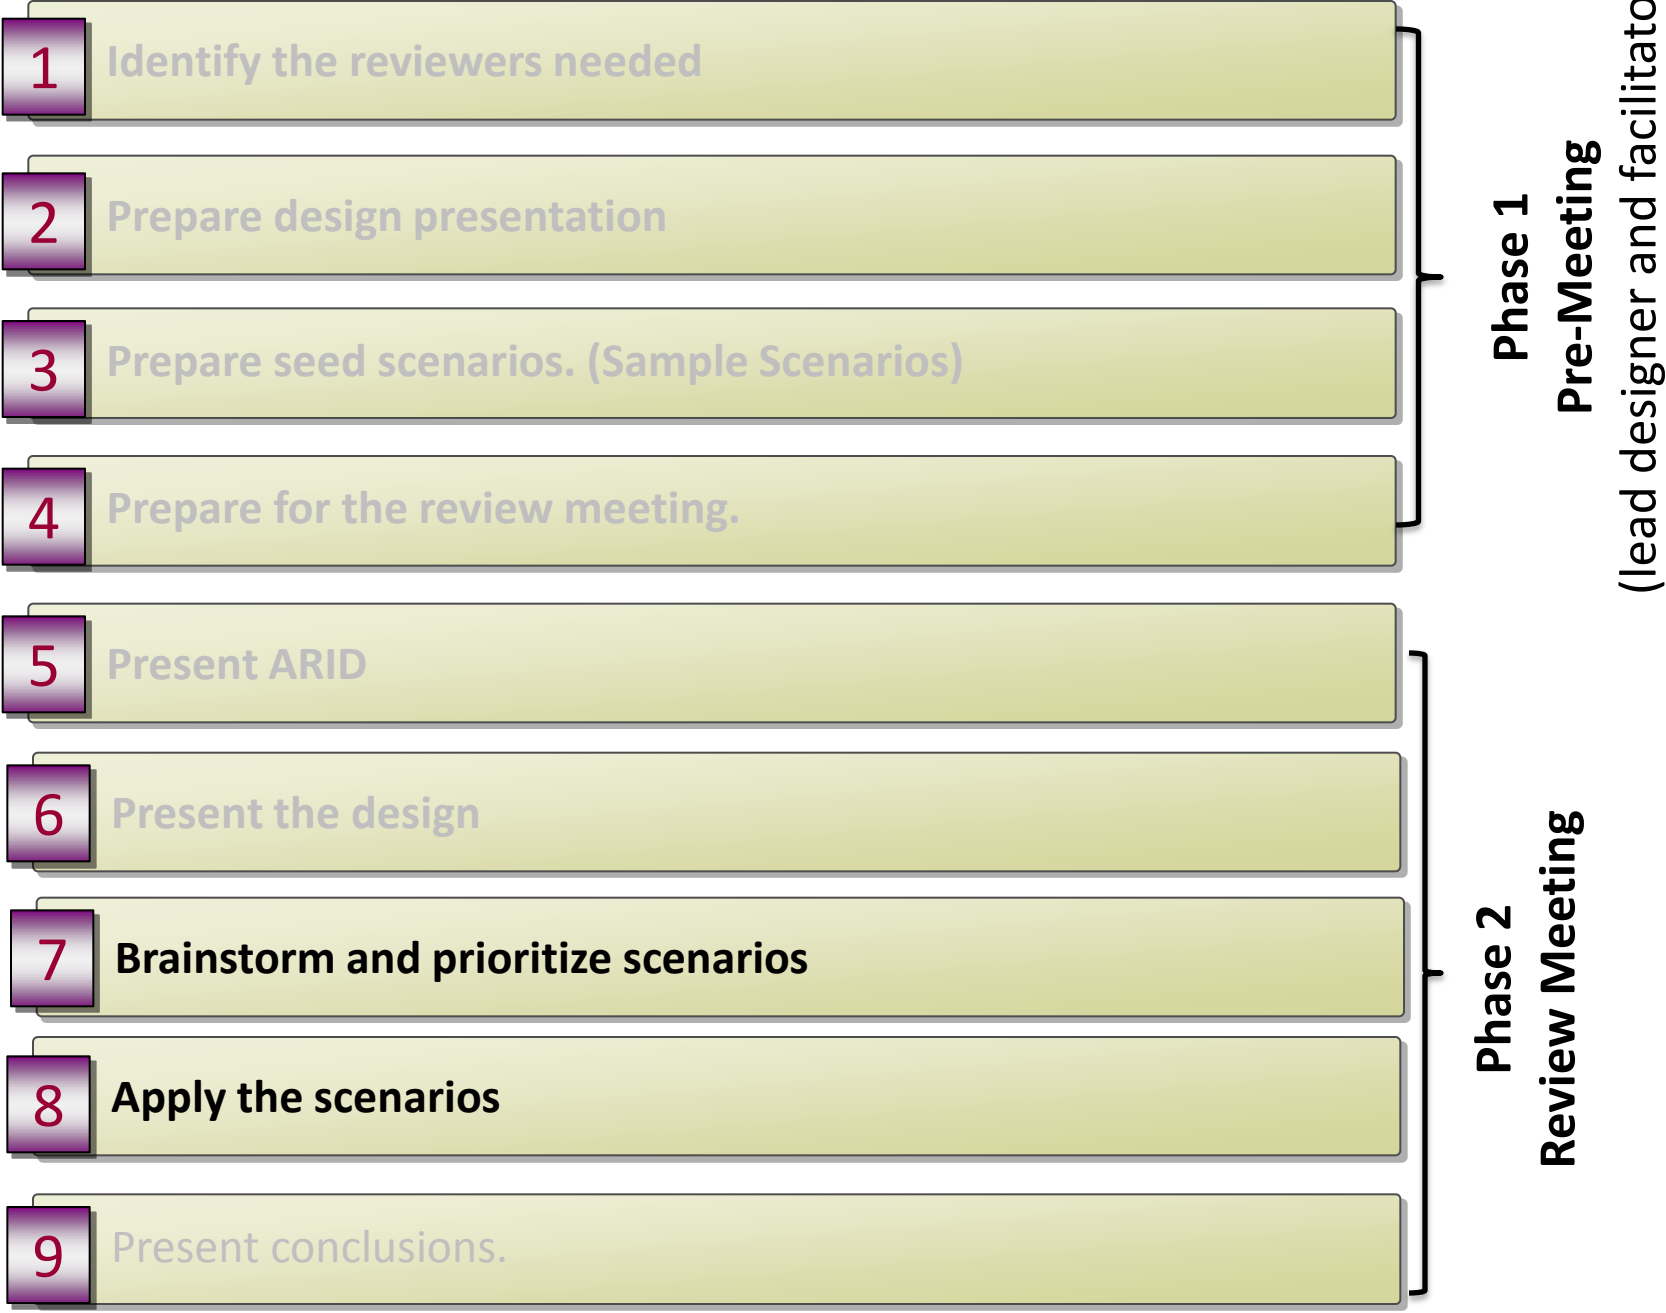 1 Identify the reviewers needed
2 Prepare design presentation
3 Prepare seed scenarios. (Sample Scenarios)
4 Prepare for the review meeting.
Phase 1
Pre-Meeting
(lead designer and facilitato
5 Present ARID
6 Present the design
7 Brainstorm and prioritize scenarios
8 Apply the scenarios
9 Present conclusions.
Phase 2
Review Meeting